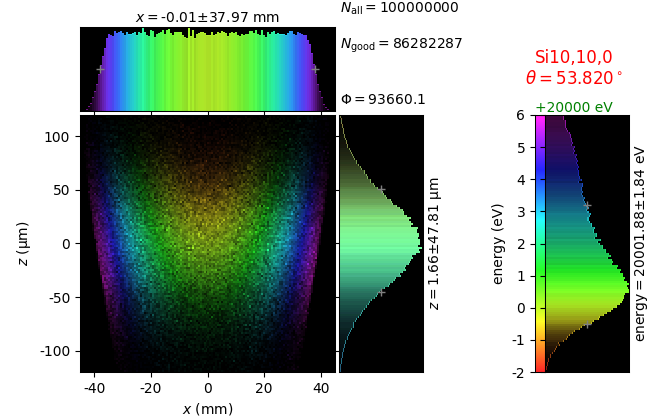 x = -0.01±37.97 mm
N_all = 100000000
N_good = 86282287
Φ = 93660.1
Si10,10,0
θ = 53.820°
+20000 eV
100
50
0
-50
-100
z (μm)
-40
-20
0
20
40
x (mm)
z = 1.66±47.81 μm
6
5
4
3
2
1
0
-1
-2
energy (eV)
energy = 20001.88±1.84 eV